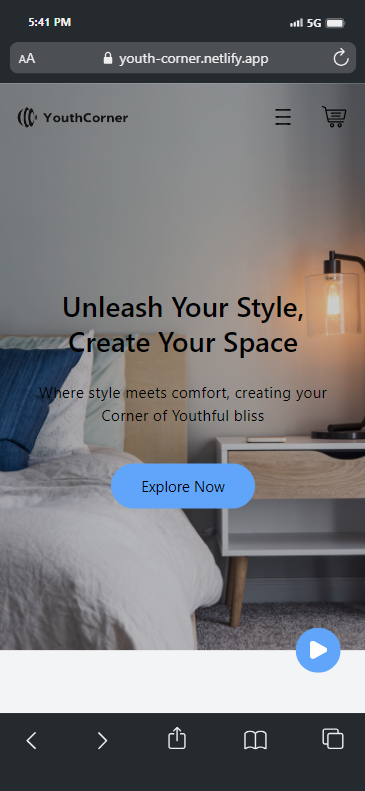 5:41 PM
5G
AA
youth-corner.netlify.app
YouthCorner
Unleash Your Style,
Create Your Space
Where style meets comfort, creating your
Corner of Youthful bliss
Explore Now